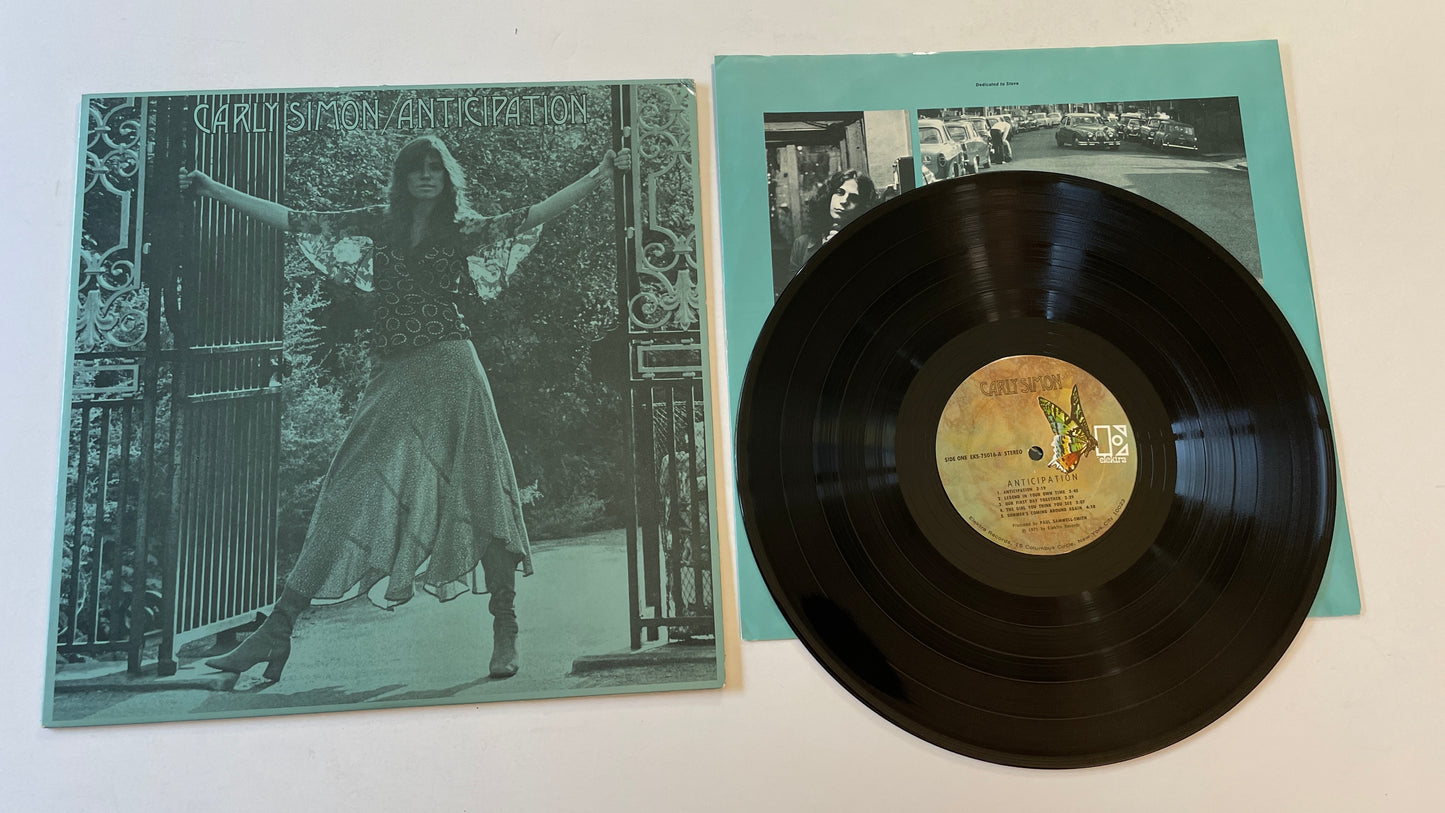 CARLY SIMON/ANTICIPATION
Dedicated to Steve
CARLY SIMON
elektra
SIDE ONE EKS-75016-A STEREO
ANTICIPATION
1. ANTICIPATION 3:19
2. LEGEND IN YOUR OWN TIME 3:40
3. OUR FIRST DAY TOGETHER 3:29
4. THE GIRL YOU THINK YOU SEE 3:07
5. SUMMER'S COMING AROUND AGAIN 4:18
Produced by PAUL SAMWELL-SMITH
1971 by Elektra Records
Elektra Records, 15 Columbus Circle, New York City 10023